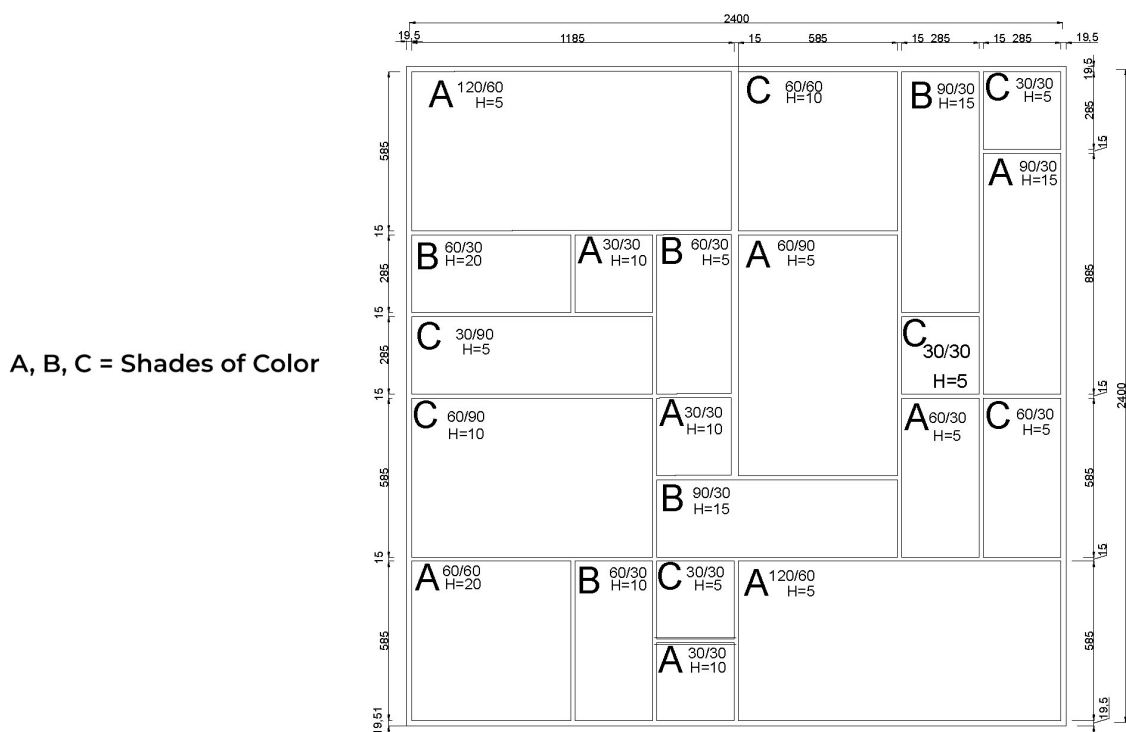 2400
19.5 1185 15 585 15 285 15 285 19.5
A 120/60
H=5
C 60/60
H=10
B 90/30
H=15
C 30/30
H=5
A 90/30
H=15
B 60/30
H=20
A 30/30
H=10
B 60/30
H=5
A 60/90
H=5
C 30/90
H=5
C 30/30
H=5
A, B, C = Shades of Color
C 60/90
H=10
A 30/30
H=10
A 60/30
H=5
C 60/30
H=5
B 90/30
H=15
A 60/60
H=20
B 60/30
H=10
C 30/30
H=5
A 120/60
H=5
A 30/30
H=10
585
15
285
15
285
15
585
15
585
19,51
19.5
285
15
885
15
585
15
585
19.5
2400